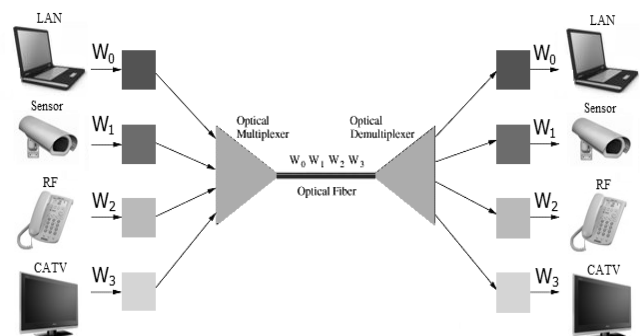 LAN
W0
Sensor
W1
RF
W2
CATV
W3
Optical
Multiplexer
W0 W1 W2 W3
Optical Fiber
Optical
Demultiplexer
LAN
W0
Sensor
W1
RF
W2
CATV
W3